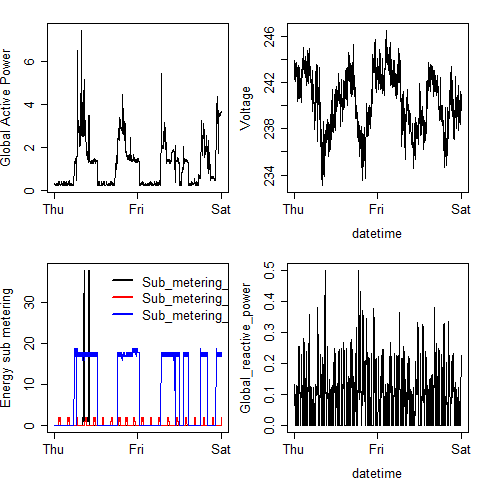 Global Active Power
0 2 4 6
Thu Fri Sat
Voltage
234 238 242 246
Thu Fri Sat
datetime
Energy sub metering
0 10 20 30
Sub_metering_
Sub_metering_
Sub_metering_
Thu Fri Sat
Global_reactive_power
0.0 0.1 0.2 0.3 0.4 0.5
Thu Fri Sat
datetime